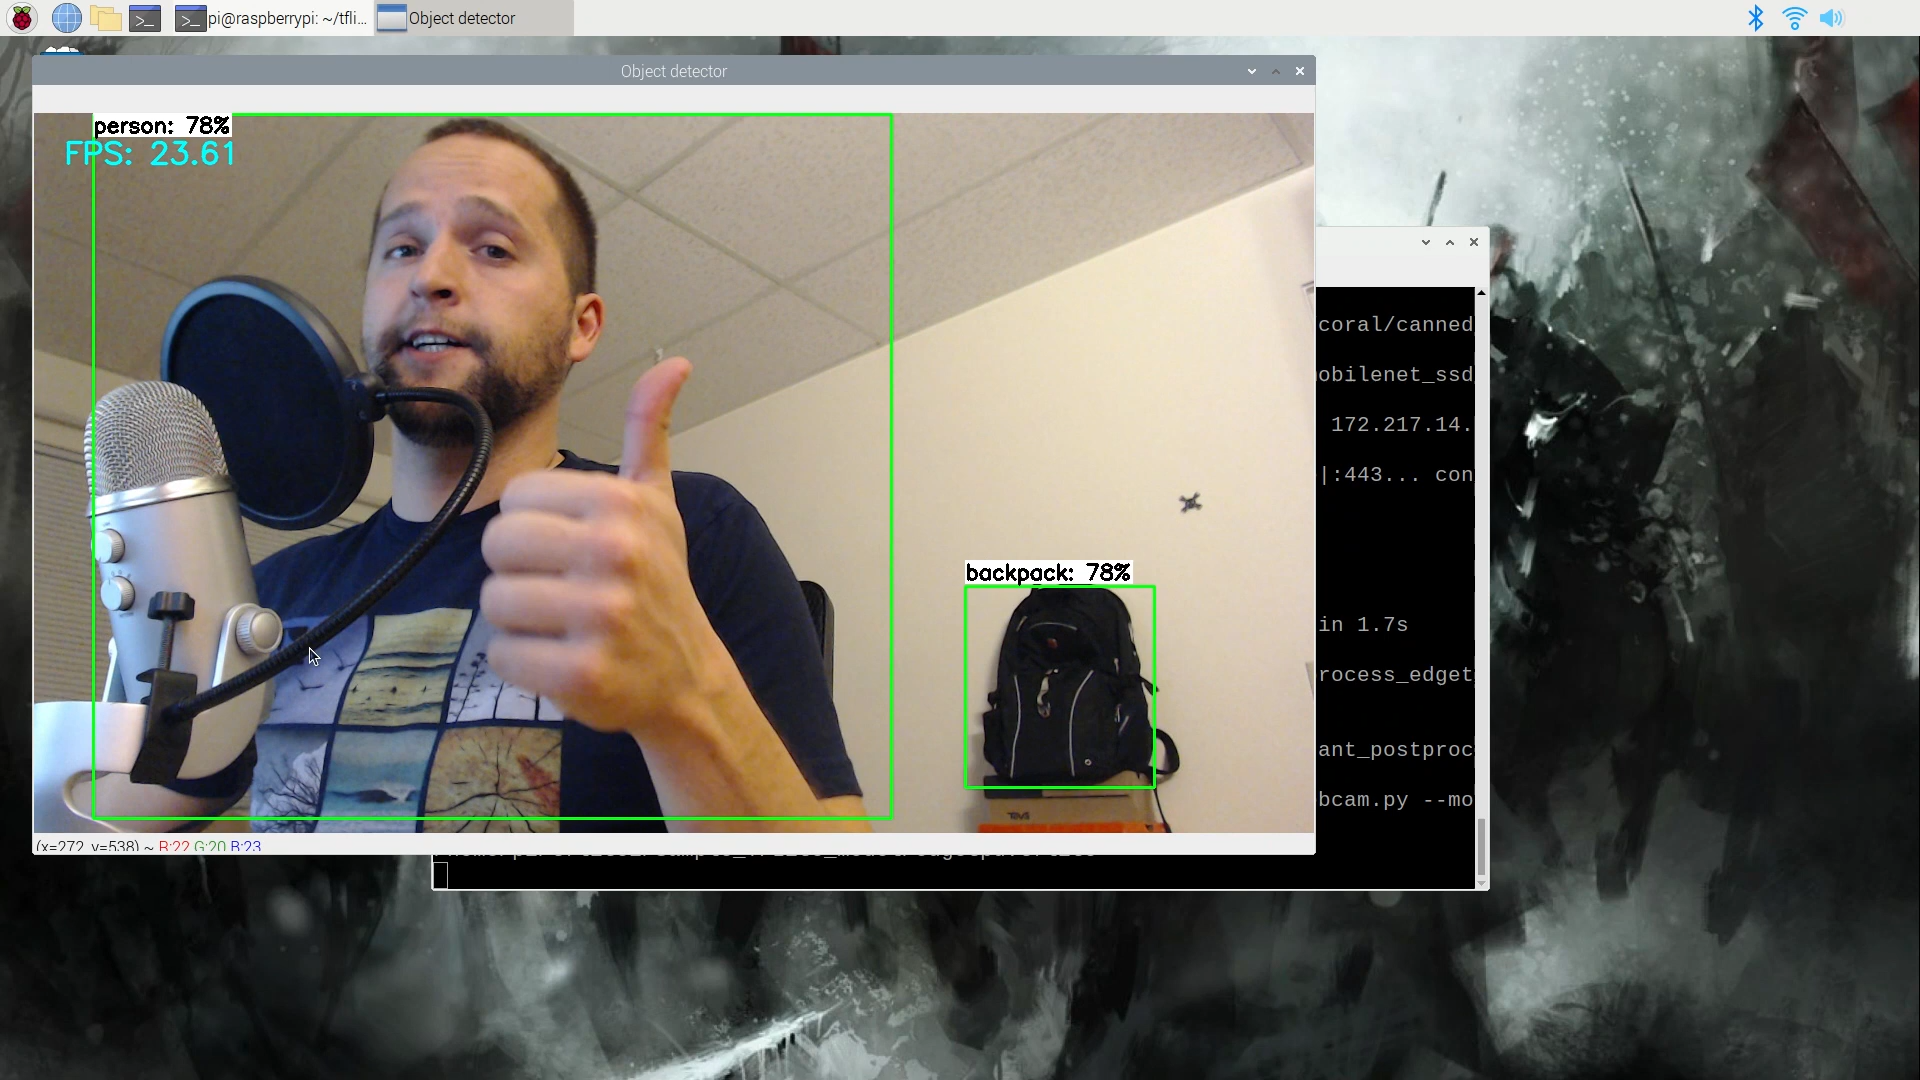 pi@raspberrypi: ~/tfli...
Object detector
Object detector
person: 78%
FPS: 23.61
backpack: 78%
coral/canned
obilenet_ssd
172.217.14.
|:443... con
in 1.7s
rocess_edget
ant_postproc
bcam.py --mo
(x=272, y=538) ~ R:22 G:20 B:23